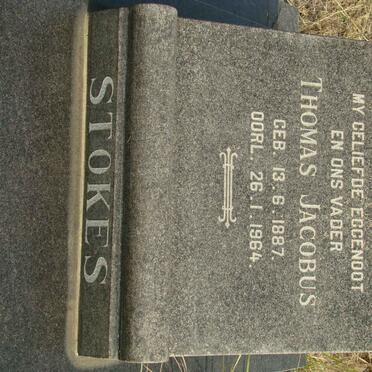 MY GELIEFDE EGGENOOT
EN ONS VADER
THOMAS JACOBUS
GEB. 13.6.1887.
OORL. 26.1.1964.
STOKES